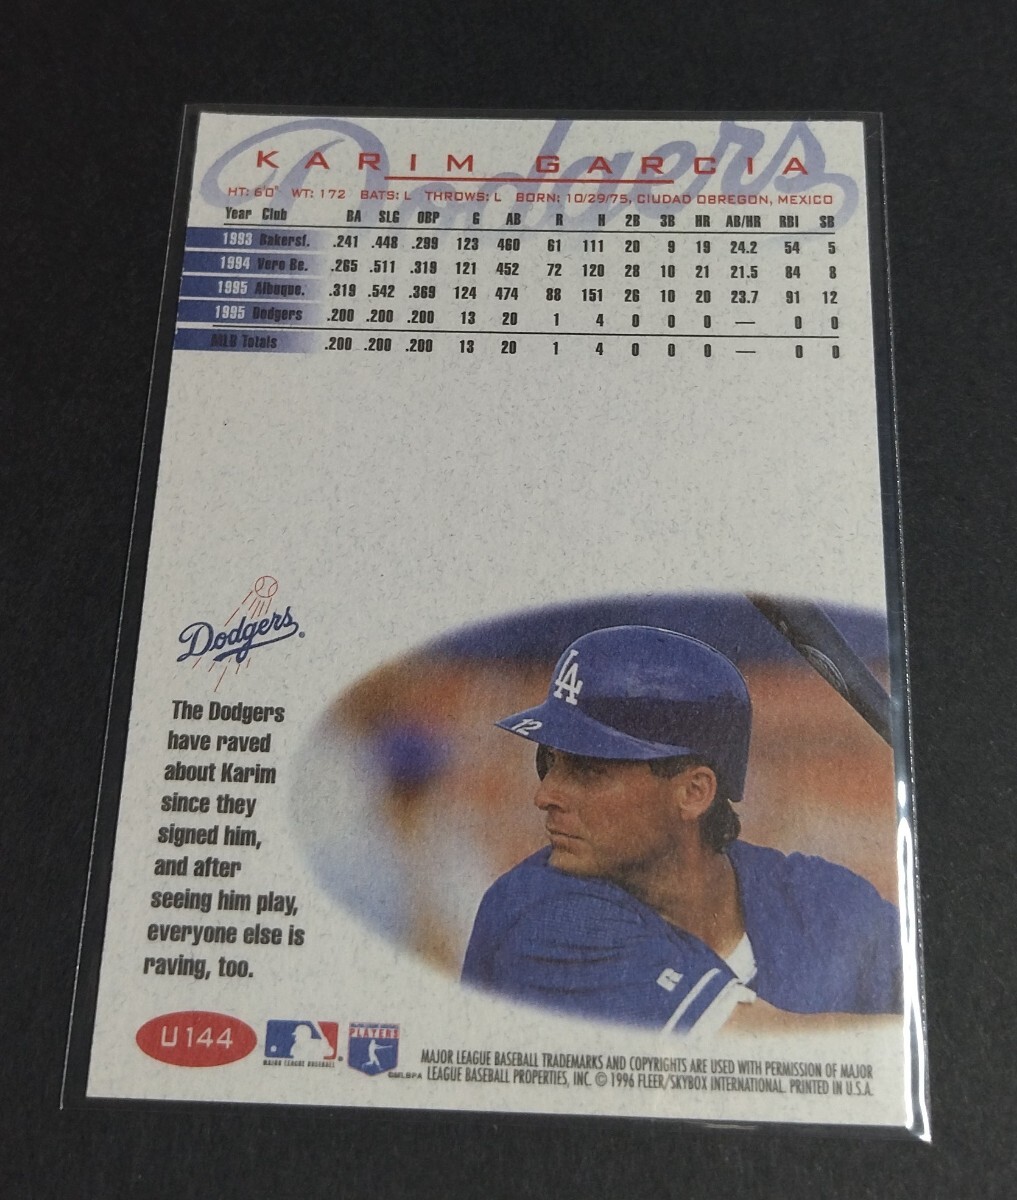 Dodgers
KARIM GARCIA
HT: 6'0" WT: 172 BATS: L THROWS: L BORN: 10/29/75, CIUDAD OBREGON, MEXICO
Year Club BA SLG OBP G AB R H 2B 3B HR AB/HR RBI SB
1993 Bakersf. .241 .448 .299 123 460 61 111 20 9 19 24.2 54 5
1994 Vero Be. .265 .511 .319 121 452 72 120 28 10 21 21.5 84 8
1995 Albuque. .319 .542 .369 124 474 88 151 26 10 20 23.7 91 12
1995 Dodgers .200 .200 .200 13 20 1 4 0 0 0 — 0 0
MLB Totals .200 .200 .200 13 20 1 4 0 0 0 — 0 0
Dodgers®
LA
12
The Dodgers
have raved
about Karim
since they
signed him,
and after
seeing him play,
everyone else is
raving, too.
U144
MAJOR LEAGUE BASEBALL
PLAYERS
©MLBPA
MAJOR LEAGUE BASEBALL TRADEMARKS AND COPYRIGHTS ARE USED WITH PERMISSION OF MAJOR
LEAGUE BASEBALL PROPERTIES, INC. © 1996 FLEER/SKYBOX INTERNATIONAL. PRINTED IN U.S.A.